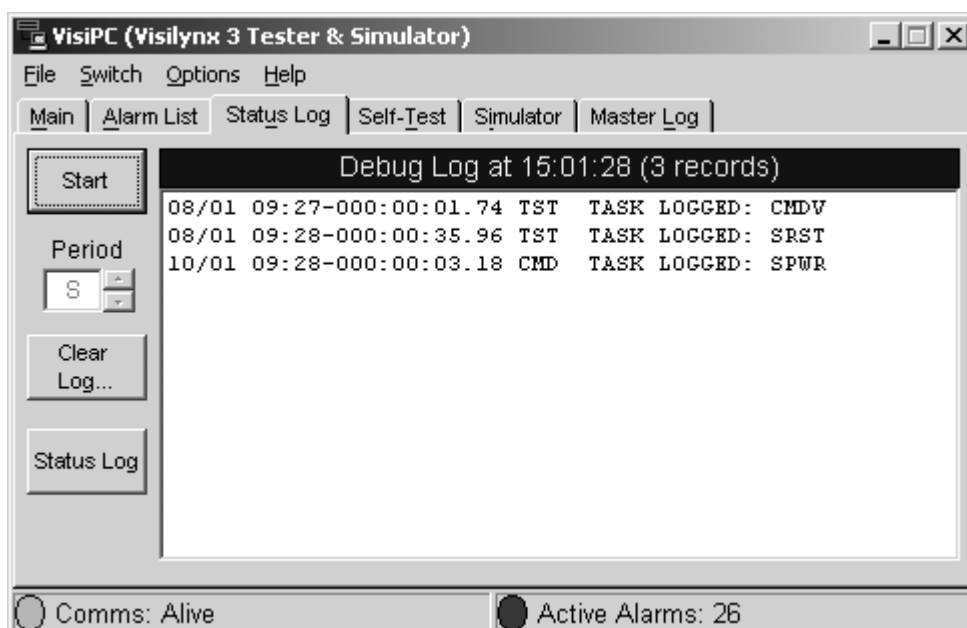 VisiPC (Visilynx 3 Tester & Simulator)
File Switch Options Help
Main Alarm List Status Log Self-Test Simulator Master Log
Start
Debug Log at 15:01:28 (3 records)
08/01 09:27-000:00:01.74 TST TASK LOGGED: CMDV
08/01 09:28-000:00:35.96 TST TASK LOGGED: SRST
10/01 09:28-000:00:03.18 CMD TASK LOGGED: SPWR
Period
S
Clear
Log...
Status Log
Comms: Alive
Active Alarms: 26